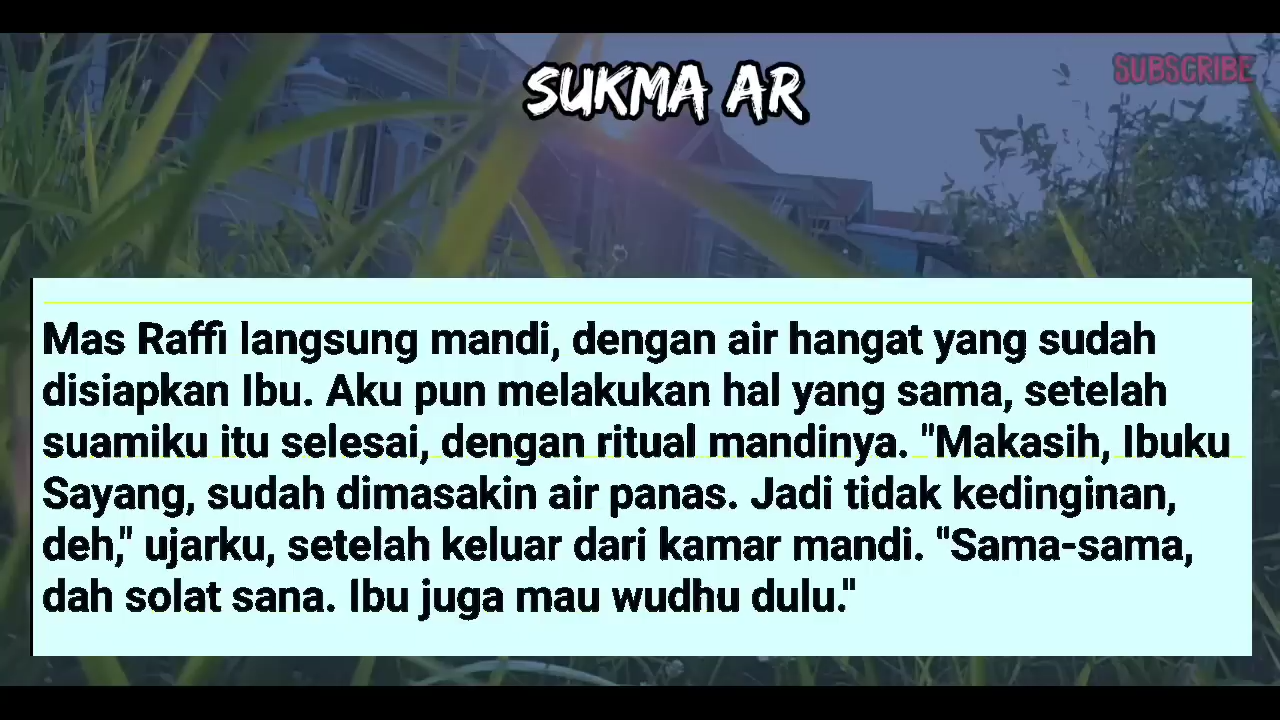 SUKMA AR
SUBSCRIBE
Mas Raffi langsung mandi, dengan air hangat yang sudah
disiapkan Ibu. Aku pun melakukan hal yang sama, setelah
suamiku itu selesai, dengan ritual mandinya. "Makasih, Ibuku
Sayang, sudah dimasakin air panas. Jadi tidak kedinginan,
deh," ujarku, setelah keluar dari kamar mandi. "Sama-sama,
dah solat sana. Ibu juga mau wudhu dulu."